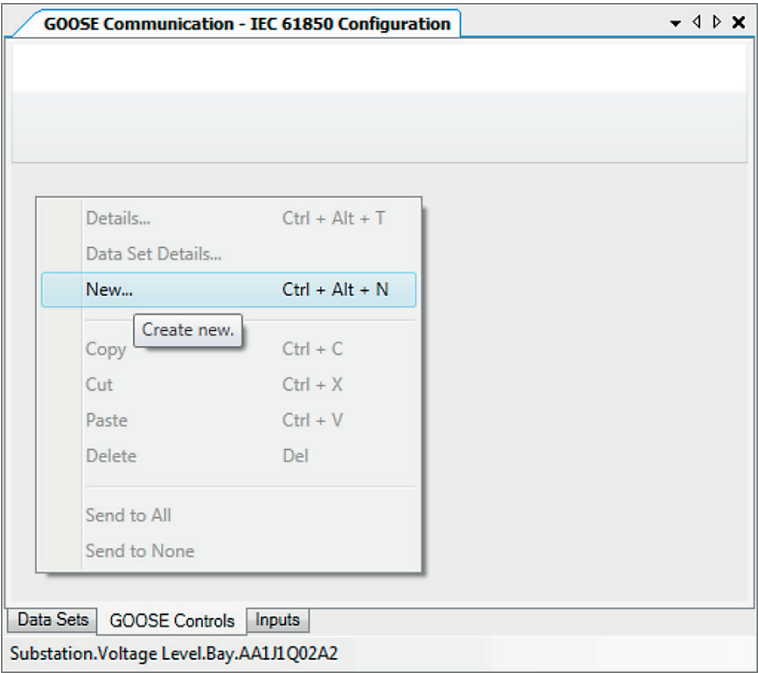 GOOSE Communication - IEC 61850 Configuration
Details... Ctrl + Alt + T
Data Set Details...
New... Ctrl + Alt + N
Create new.
Copy Ctrl + C
Cut Ctrl + X
Paste Ctrl + V
Delete Del
Send to All
Send to None
Data Sets GOOSE Controls Inputs
Substation.Voltage Level.Bay.AA1J1Q02A2